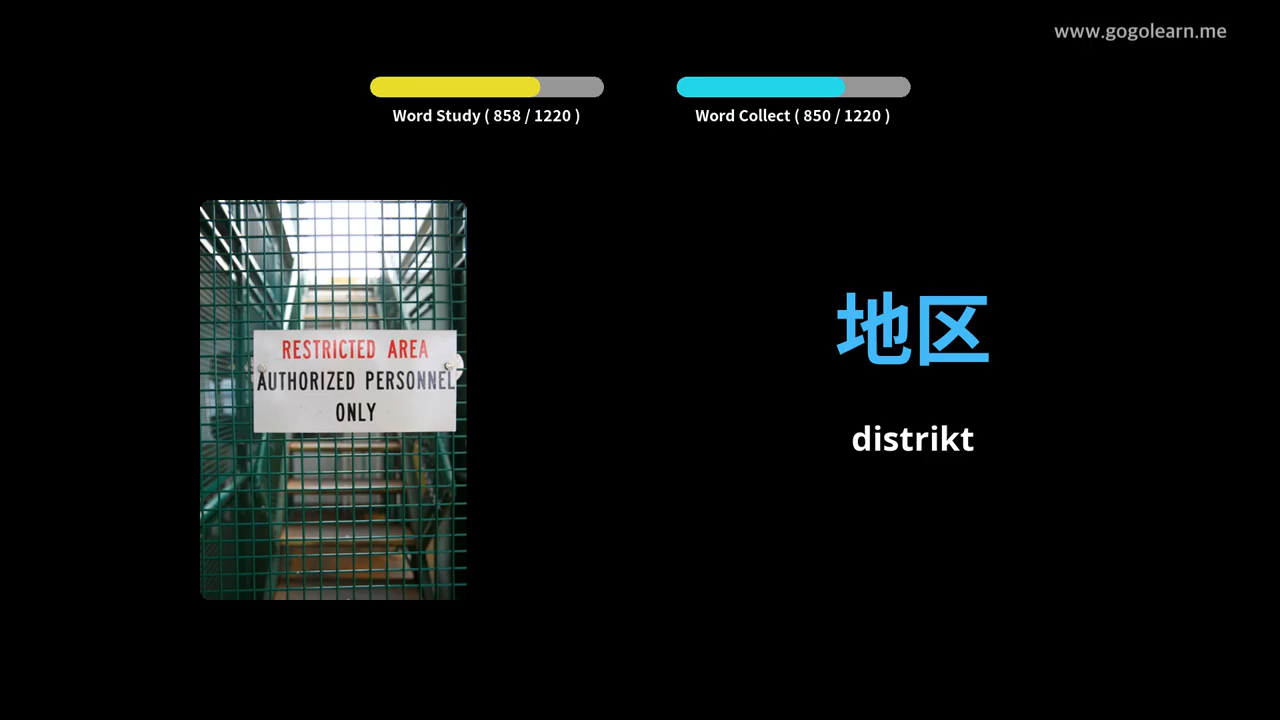 www.gogolearn.me
Word Study ( 858 / 1220 )
Word Collect ( 850 / 1220 )
RESTRICTED AREA
AUTHORIZED PERSONNEL
ONLY
地区
distrikt